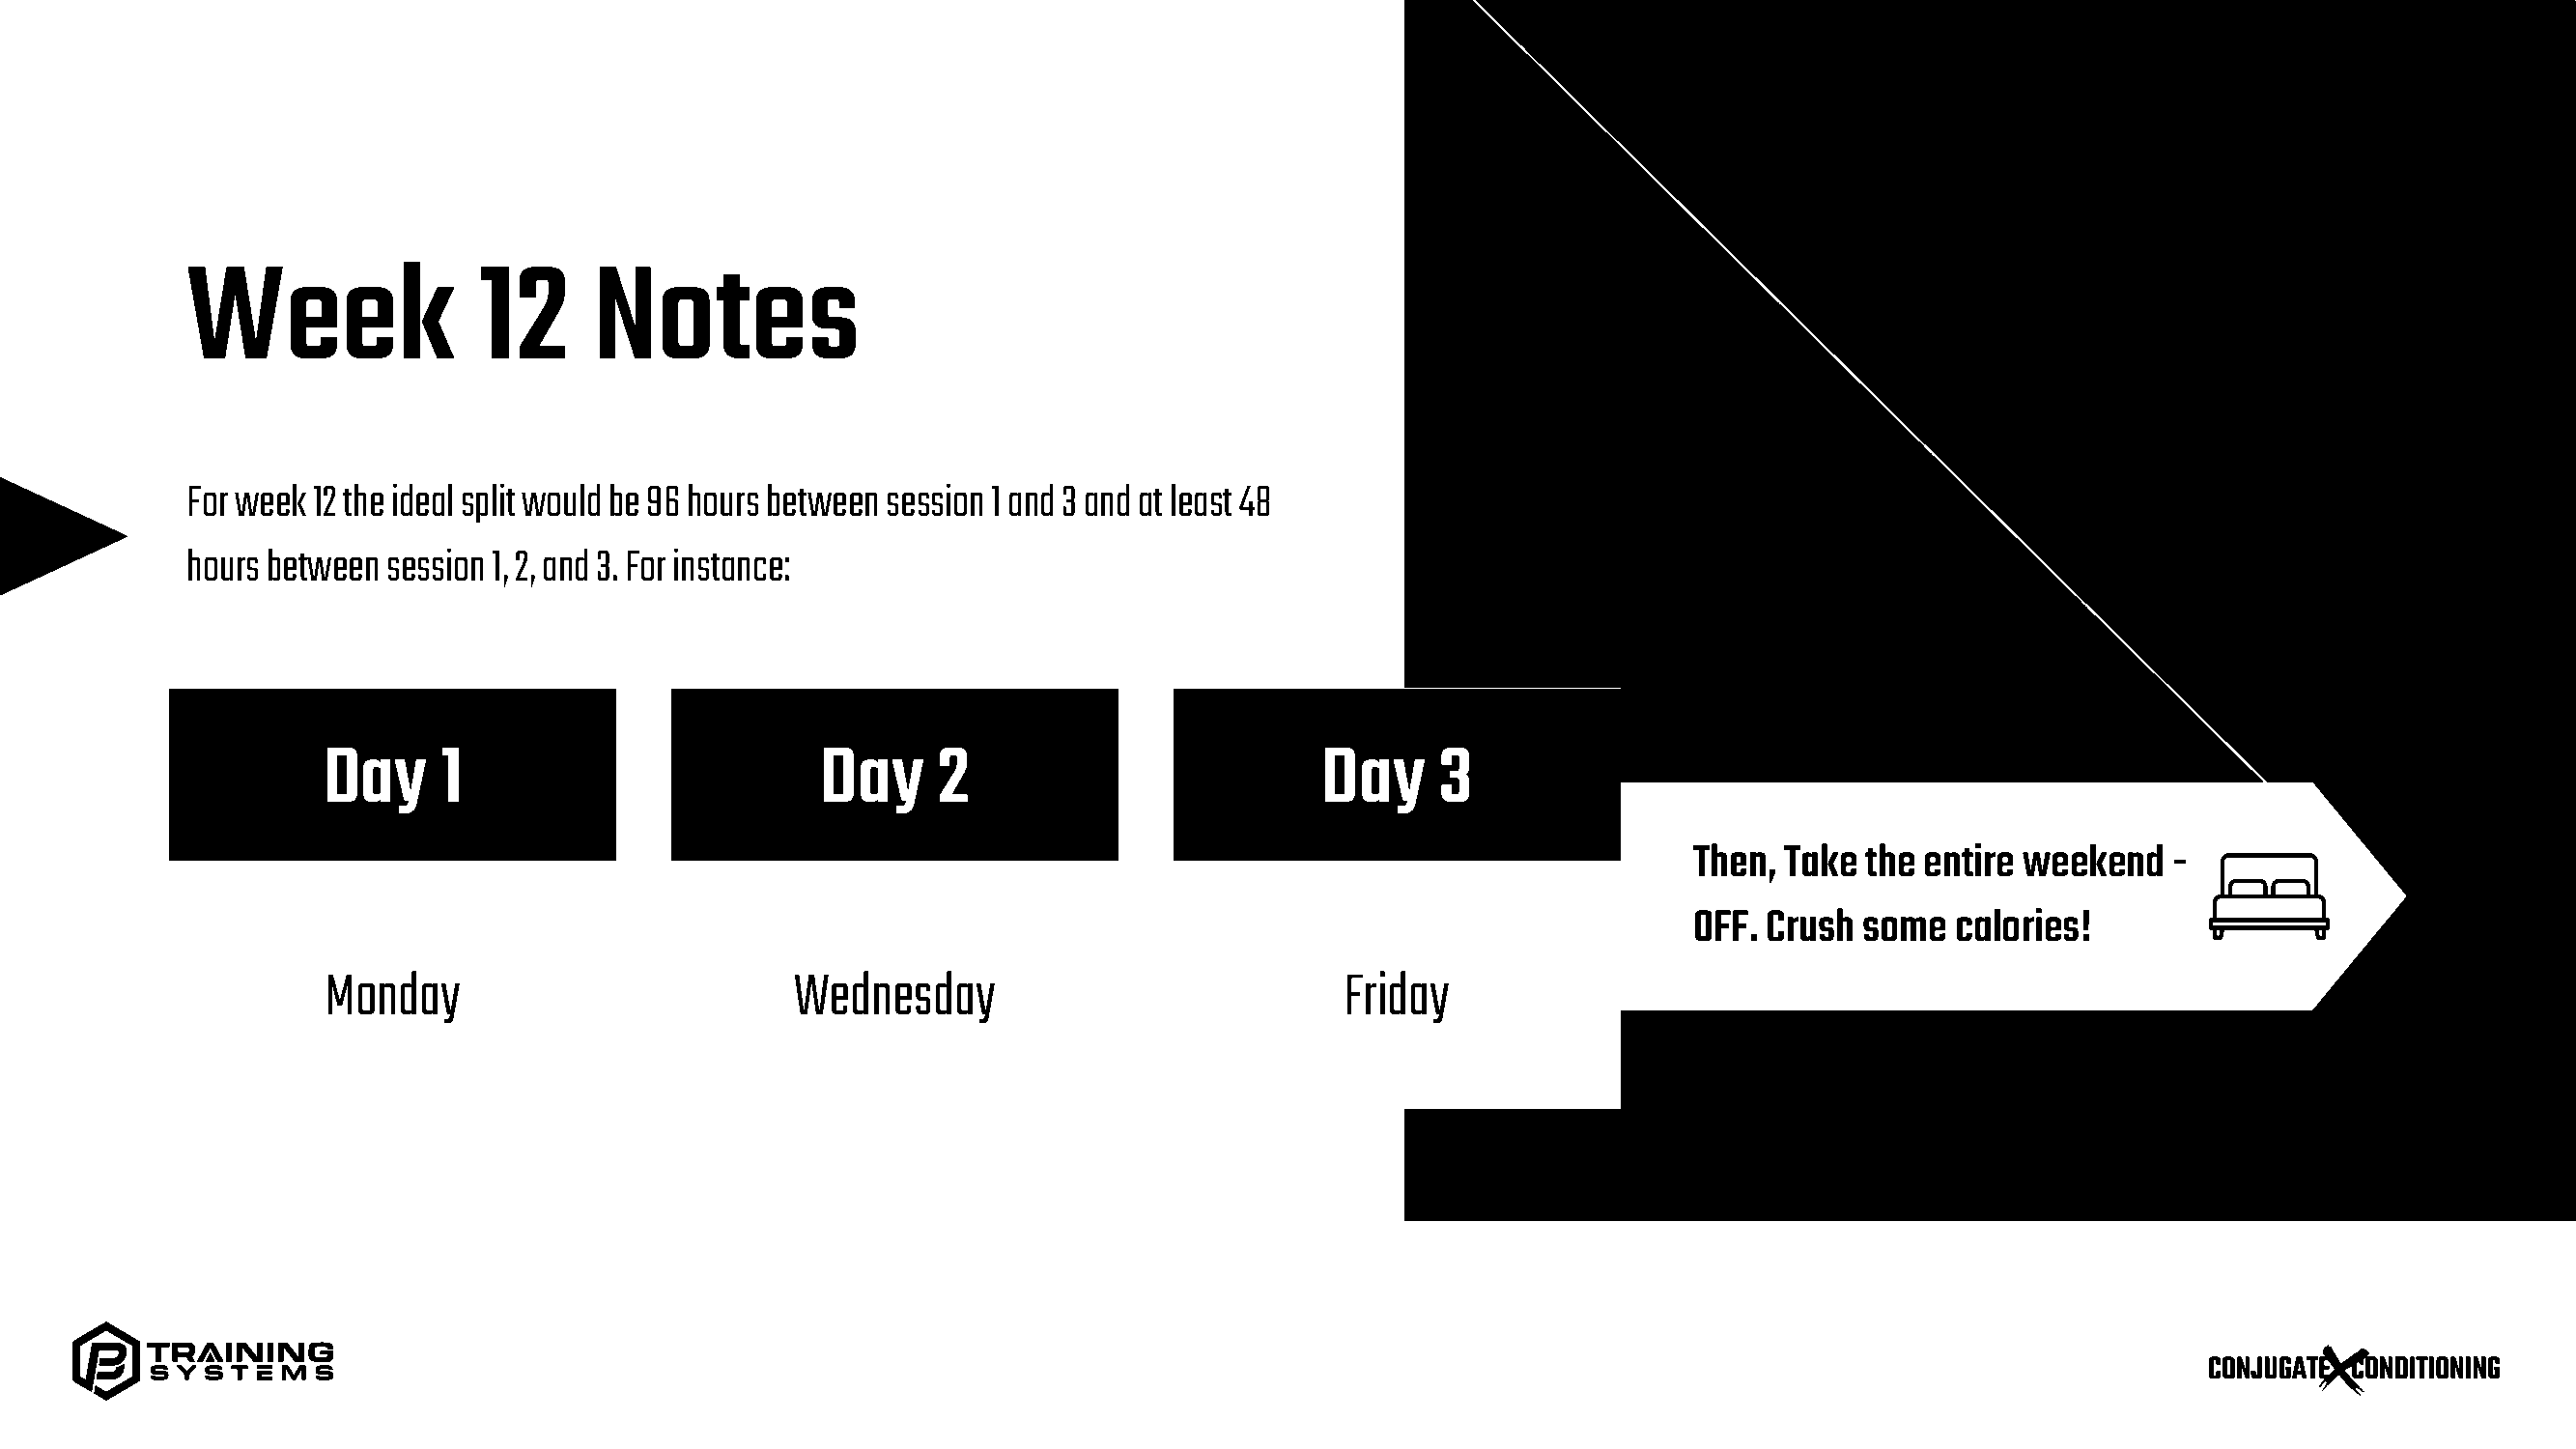 Week 12 Notes
For week 12 the ideal split would be 96 hours between session 1 and 3 and at least 48
hours between session 1, 2, and 3. For instance:
Day 1
Day 2
Day 3
Monday
Wednesday
Friday
Then, Take the entire weekend -
OFF. Crush some calories!
TRAINING
SYSTEMS
CONJUGATE X CONDITIONING